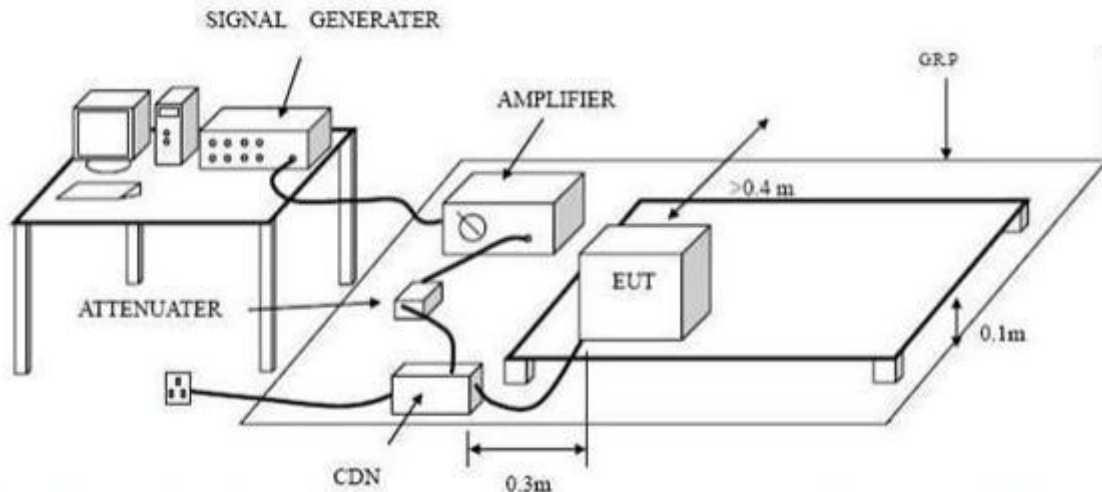 SIGNAL GENERATER
GRP
AMPLIFIER
>0.4 m
EUT
ATTENUATER
0.1m
CDN
0.3m